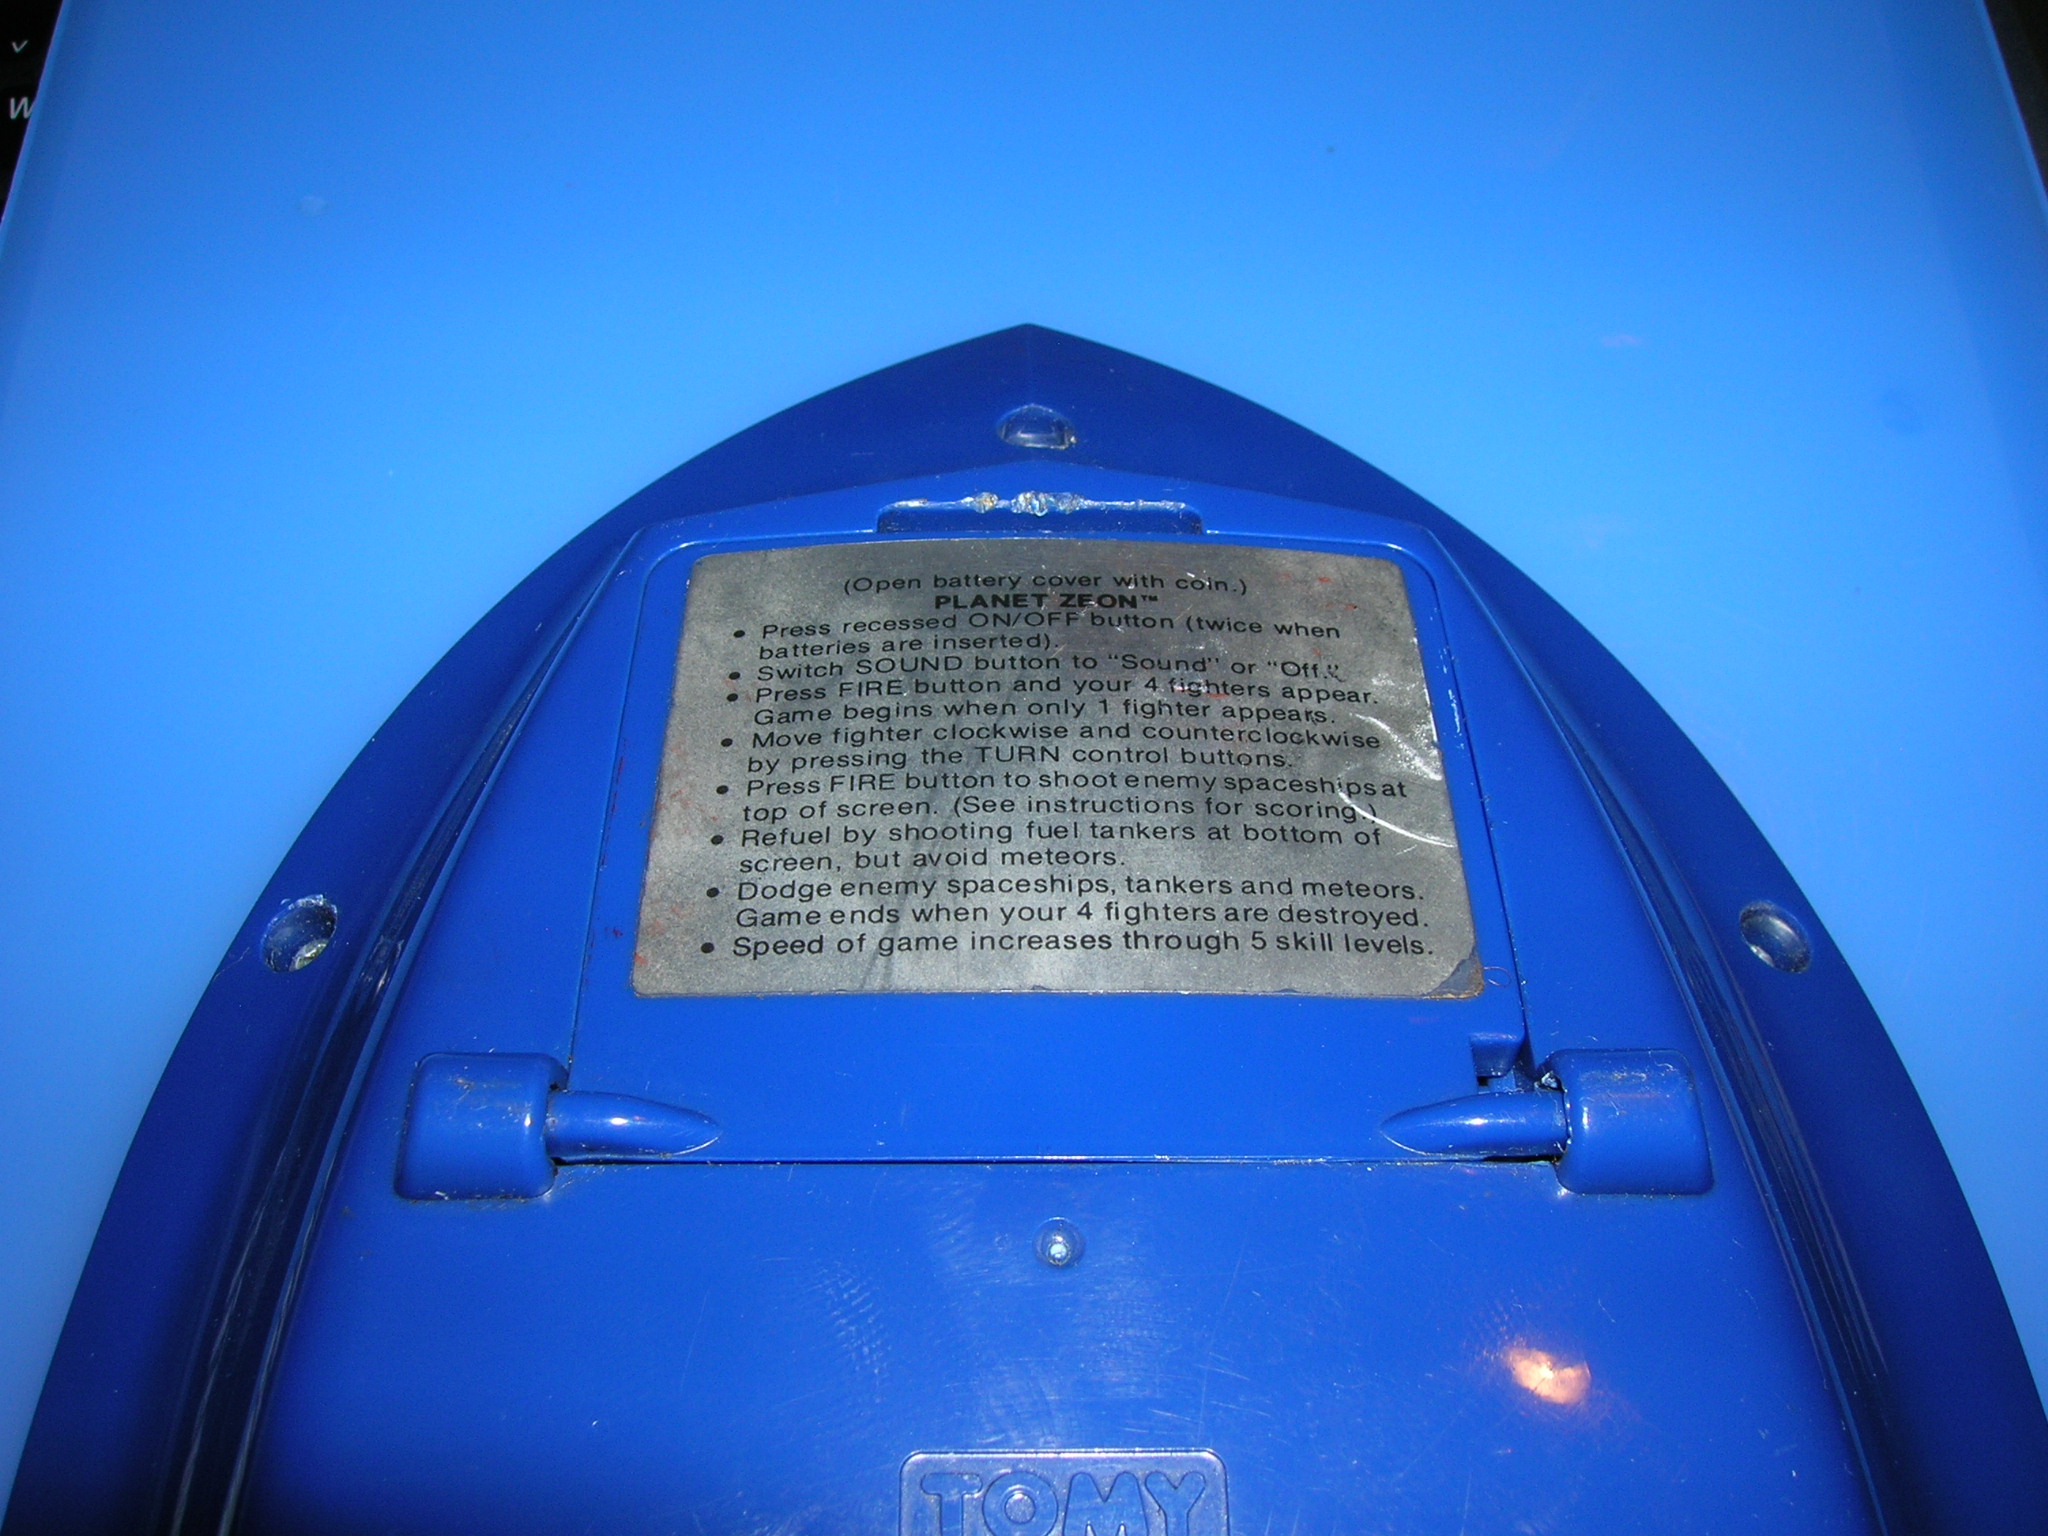 W
(Open battery cover with coin.)
PLANET ZEON™
• Press recessed ON/OFF button (twice when
batteries are inserted).
• Switch SOUND button to "Sound" or "Off."
• Press FIRE button and your 4 fighters appear.
Game begins when only 1 fighter appears.
• Move fighter clockwise and counterclockwise
by pressing the TURN control buttons.
• Press FIRE button to shoot enemy spaceships at
top of screen. (See instructions for scoring.)
• Refuel by shooting fuel tankers at bottom of
screen, but avoid meteors.
• Dodge enemy spaceships, tankers and meteors.
Game ends when your 4 fighters are destroyed.
• Speed of game increases through 5 skill levels.
TOMY